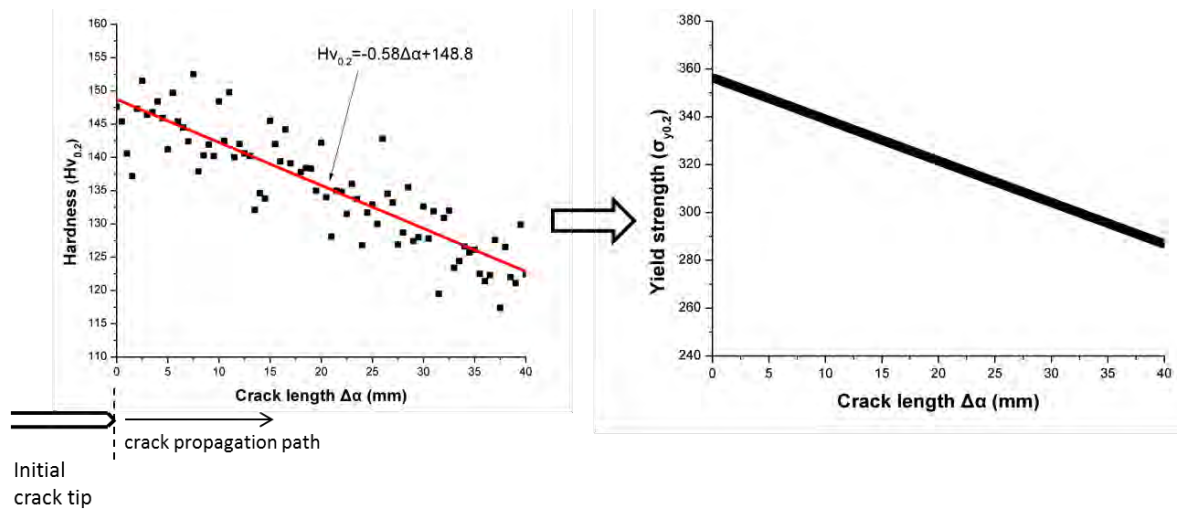 160
155
150
145
140
135
130
125
120
115
110
Hardness (Hv0.2)
Hv0.2=-0.58Δα+148.8
0 5 10 15 20 25 30 35 40
Crack length Δα (mm)
crack propagation path
Initial
crack tip
380
360
340
320
300
280
260
240
Yield strength (σy0.2)
0 5 10 15 20 25 30 35 40
Crack length Δα (mm)